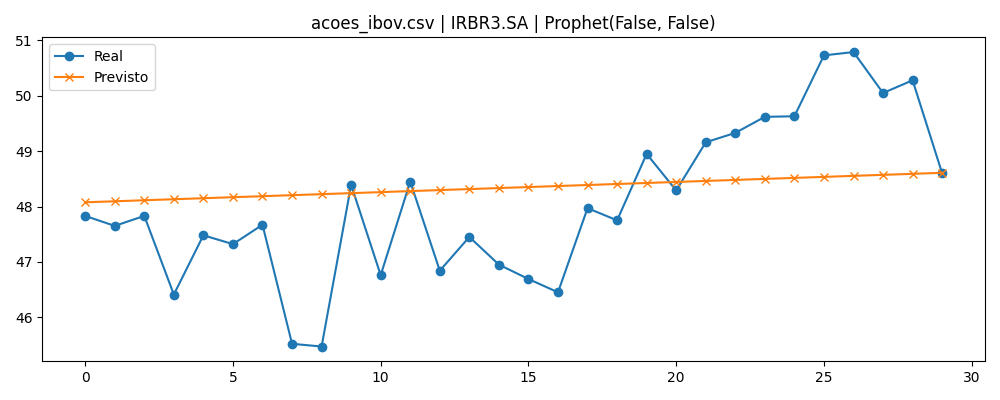 acoes_ibov.csv | IRBR3.SA | Prophet(False, False)
Real
Previsto
51
50
49
48
47
46
0 5 10 15 20 25 30